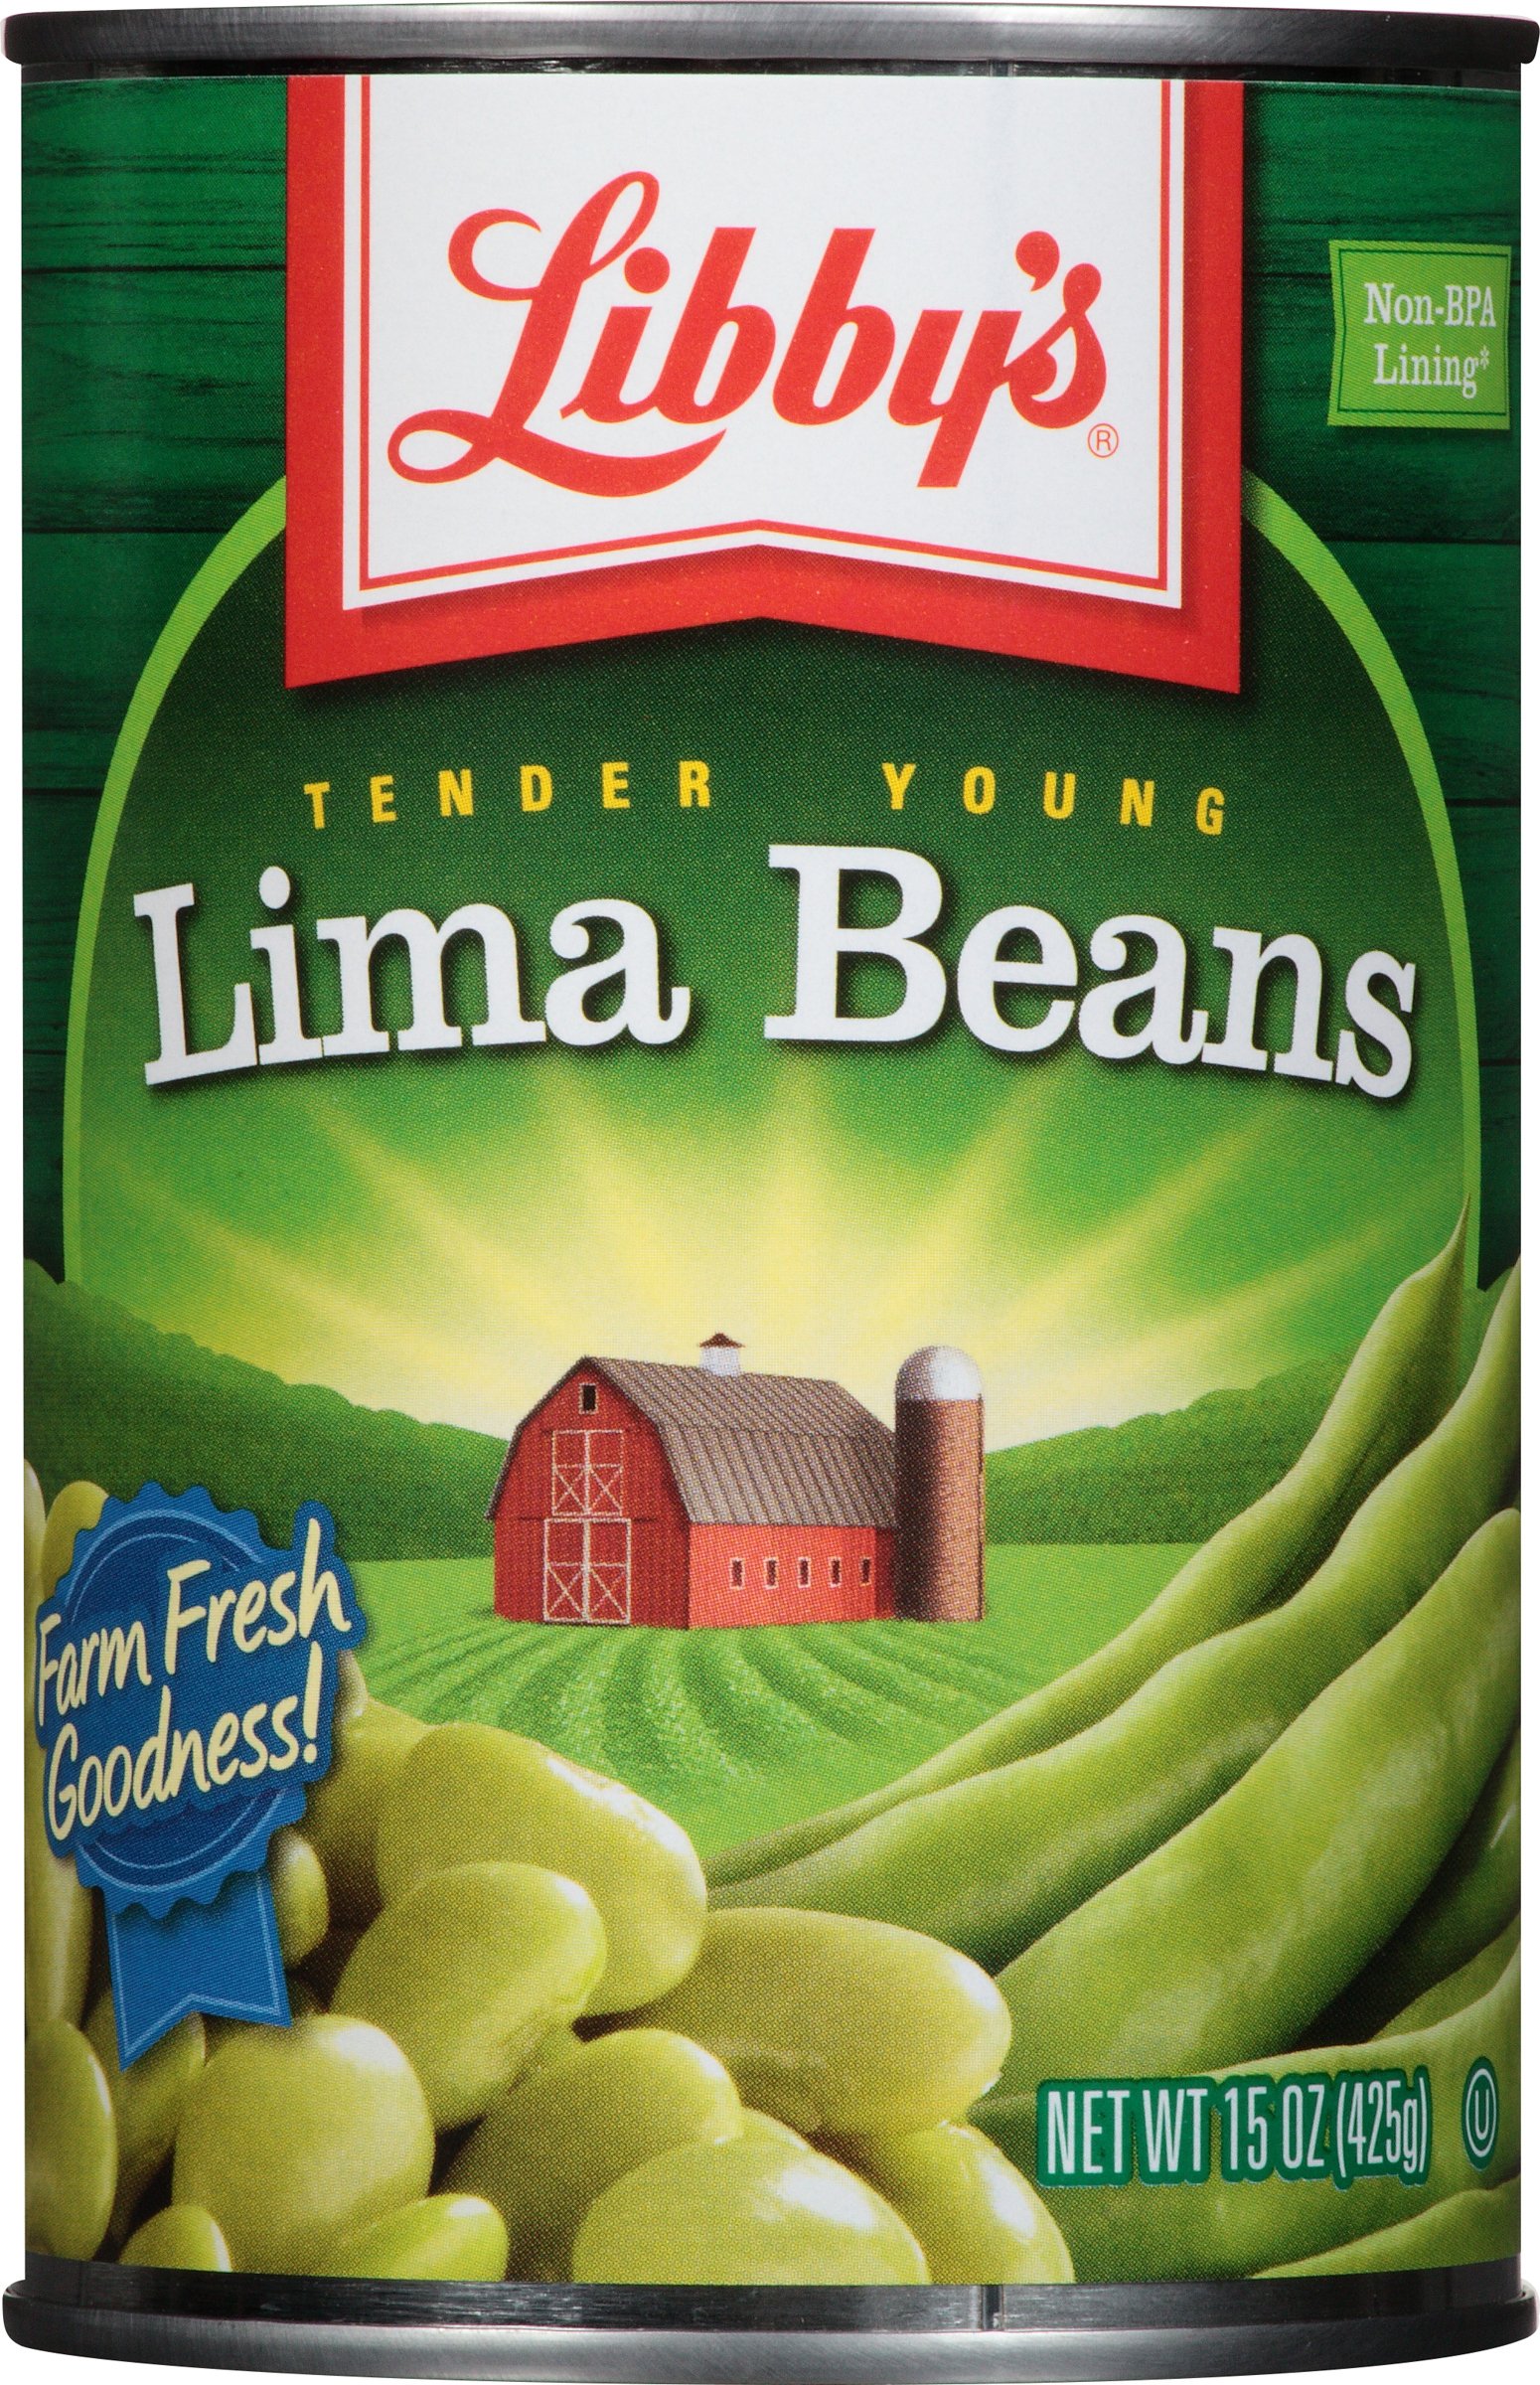 Libby's®
Non-BPA
Lining*
TENDER YOUNG
Lima Beans
Farm Fresh
Goodness!
NET WT 15 OZ (425g) U